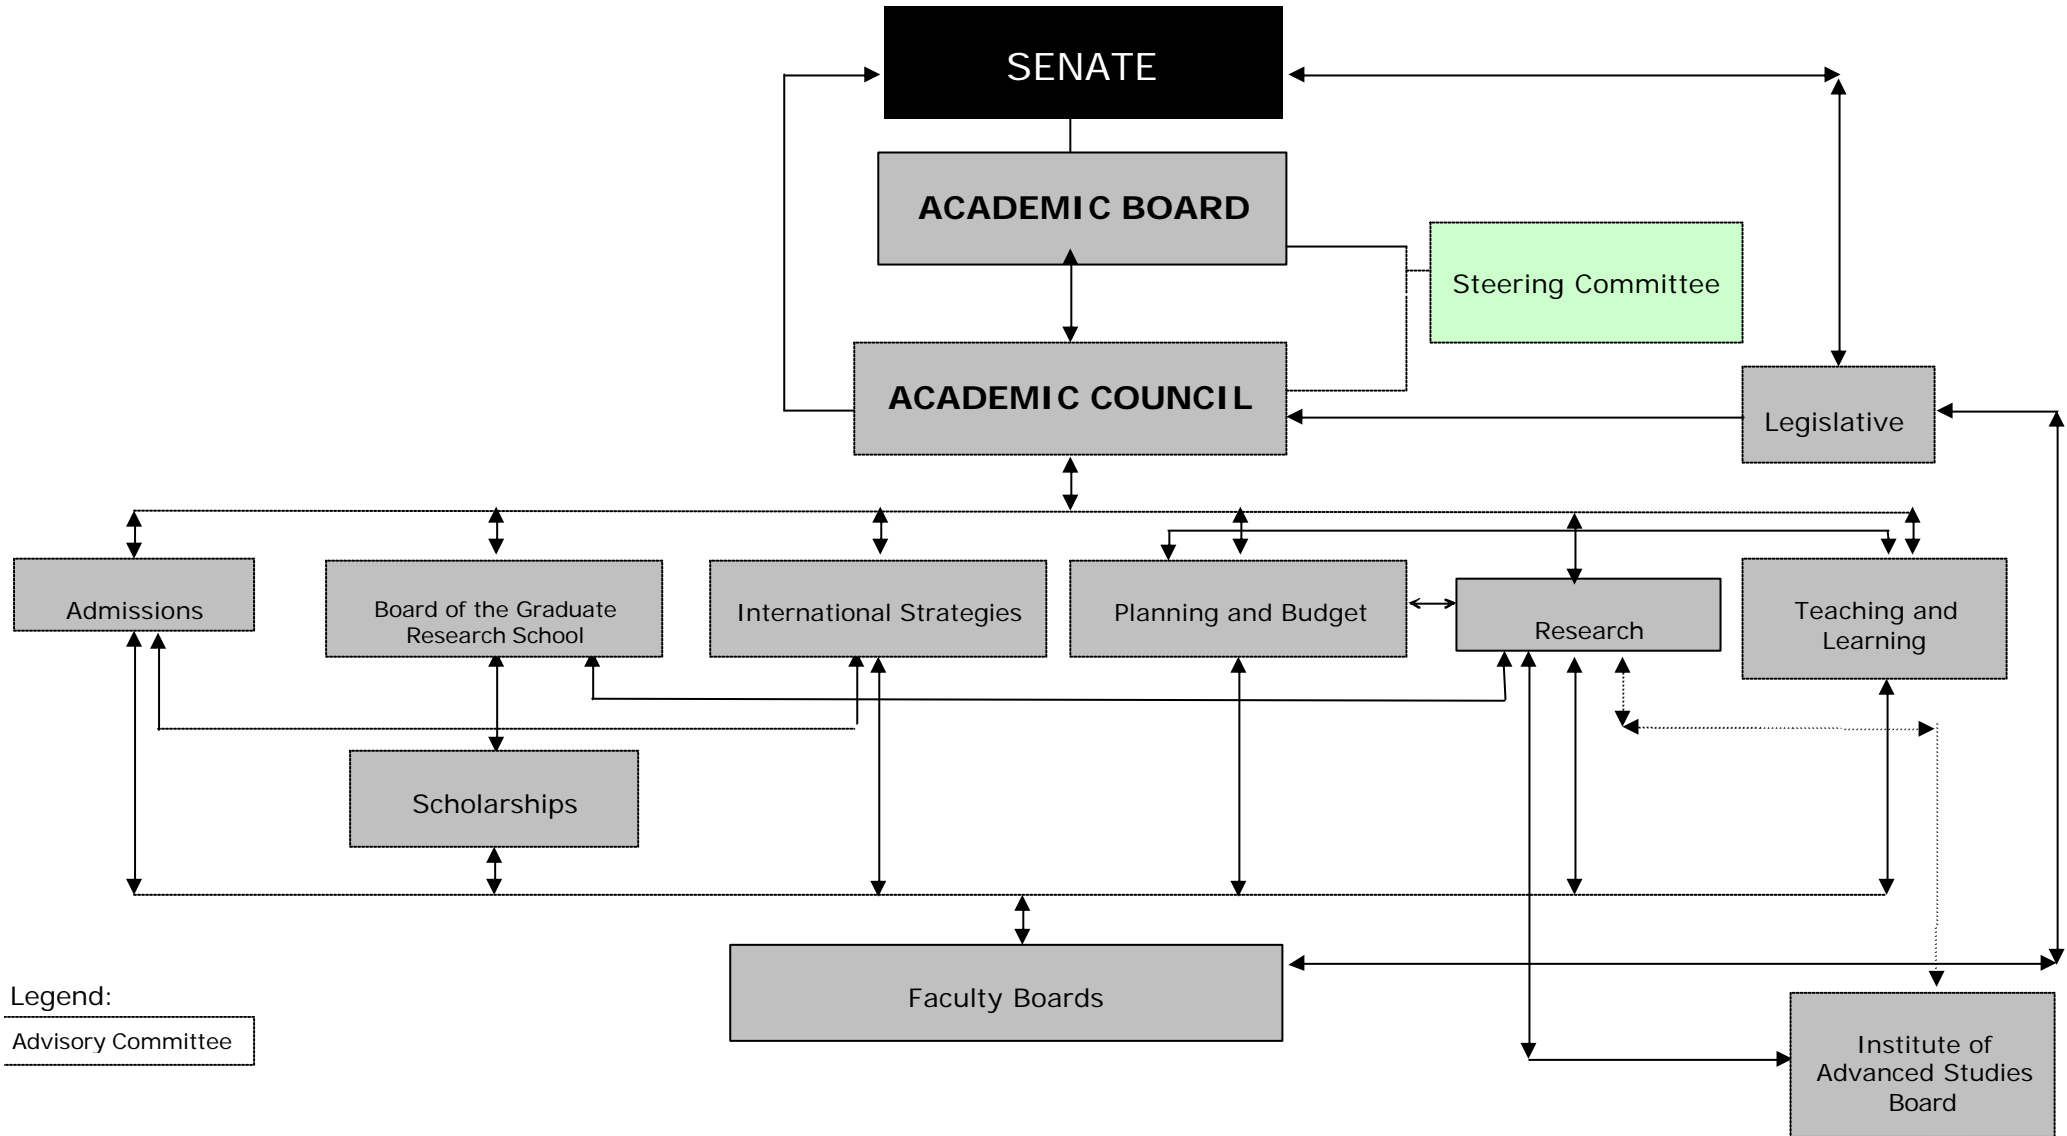 SENATE
ACADEMIC BOARD
Steering Committee
ACADEMIC COUNCIL
Legislative
Admissions
Board of the Graduate
Research School
International Strategies
Planning and Budget
Research
Teaching and
Learning
Scholarships
Faculty Boards
Legend:
Advisory Committee
Institute of
Advanced Studies
Board